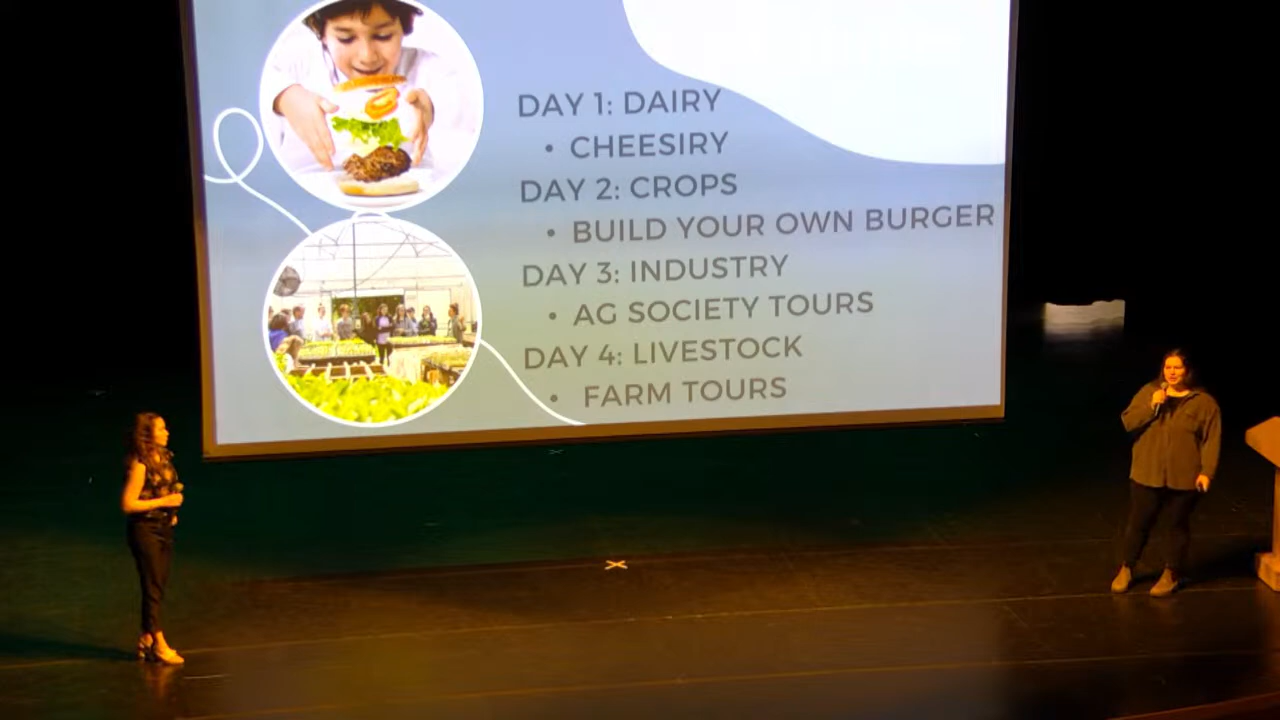 DAY 1: DAIRY
• CHEESIRY
DAY 2: CROPS
• BUILD YOUR OWN BURGER
DAY 3: INDUSTRY
• AG SOCIETY TOURS
DAY 4: LIVESTOCK
• FARM TOURS